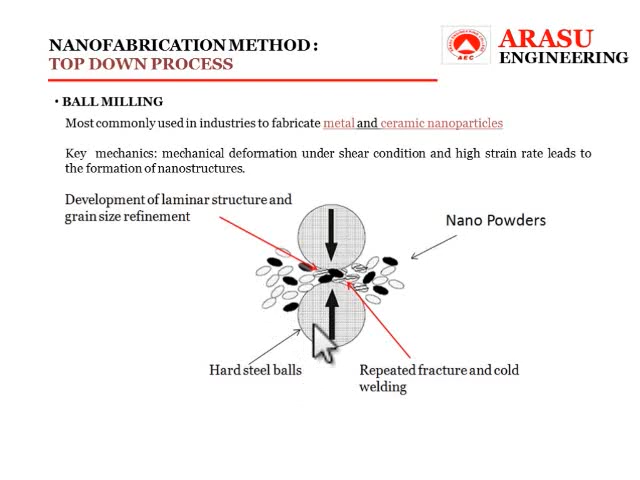 NANOFABRICATION METHOD :
TOP DOWN PROCESS
ARASU
ENGINEERING
AEC
• BALL MILLING
Most commonly used in industries to fabricate metal and ceramic nanoparticles
Key mechanics: mechanical deformation under shear condition and high strain rate leads to
the formation of nanostructures.
Development of laminar structure and
grain size refinement
Nano Powders
Hard steel balls
Repeated fracture and cold
welding